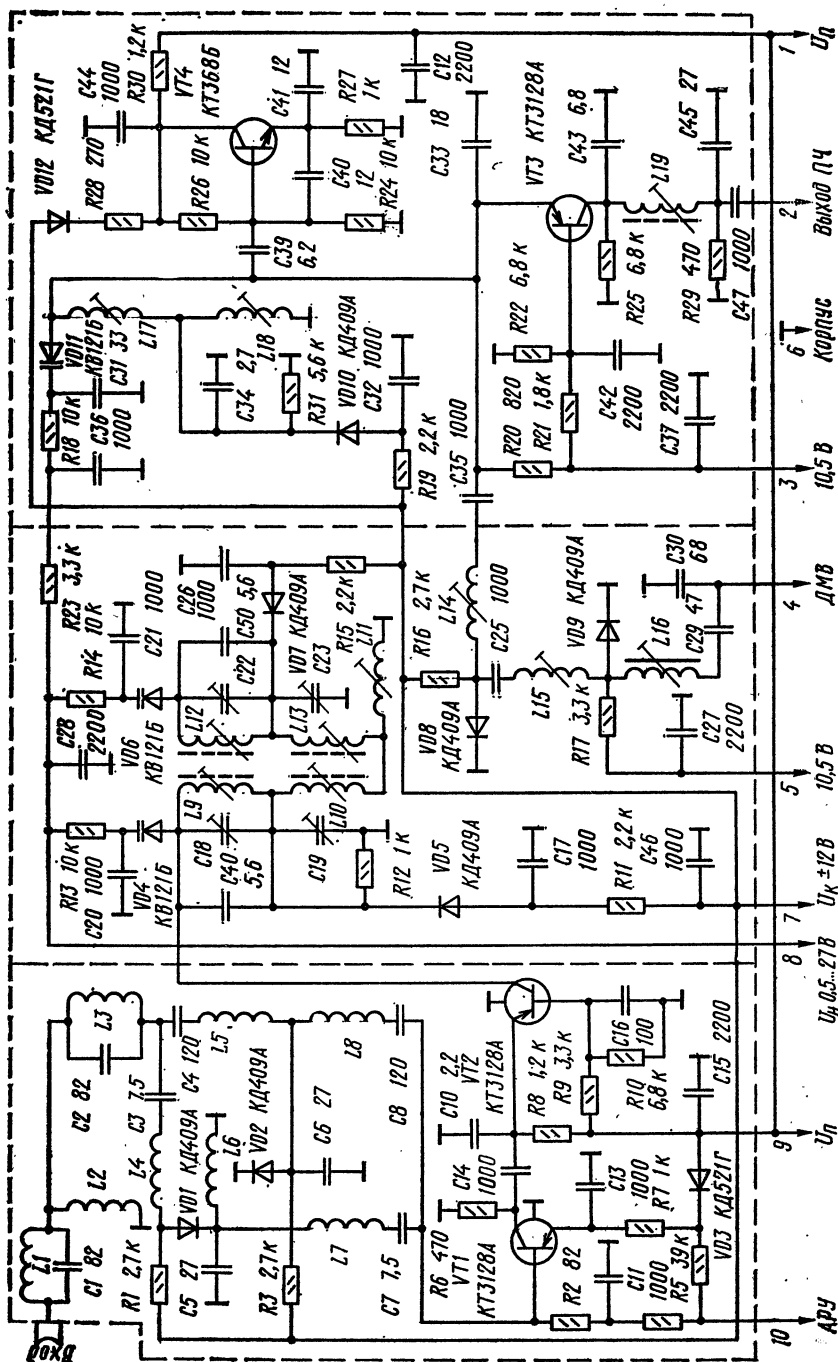 Вход
L1
C1 82
L2
C2 82
L3
R1 2,7 к
L4
C3 7,5
C4 120
VD1 КД409А
C5 27
L5
L6
VD2 КД409А
R3 2,7 к
C6 27
L7
L8
C7 7,5
C8 120
R6 470
C14
1000
C10 2,2
VT2
КТ3128А
VT1
КТ3128А
R8 1,2 к
R9 3,3 к
R2 82
C13
1000
C16
100
C11
1000
R7 1 к
R10
6,8 к
R5 39 к
VD3 КД521Г
C15 2200
10
АРУ
9
Uп
8
Uн 0,5...27В
7
Uк ±12В
5
10,5 В
4
ДМВ
R13 10к
C20 1000
VD4
КВ121Б
C28
2200
R23 3,3 к
R14 10к
C21 1000
VD6
КВ121Б
C18
C40
5,6
L9
L10
C19
R12 1 к
L12
L13
C22
C23
C26
1000
C50 5,6
VD7 КД409А
R15 2,2к
L11
VD5
КД409А
C17
1000
R11 2,2 к
C46
1000
R16 2,7 к
VD8
КД409А
L14
C25 1000
L15
VD9 КД409А
R17 3,3 к
C27
2200
L16
C29 47
C30
68
VD12 КД521Г
R28 270
C44
1000
R30 1,2к
VT4
КТ368Б
R26 10 к
C41 12
R27
1 к
C40
12
R24 10 к
C39
6,2
C12
2200
C33 18
VD11
КВ121Б
C31 33
L17
R18 10к
C36
1000
L18
C34 2,7
R31 5,6 к
VD10 КД409А
C32 1000
R19 2,2 к
C35 1000
VT3 КТ3128А
R22 6,8 к
R20 820
R21 1,8 к
C42
2200
C37 2200
C43 6,8
R25 6,8 к
L19
C45 27
R29 470
C47 1000
3
10,5 В
6
Корпус
2
Выход ПЧ
1
Uп